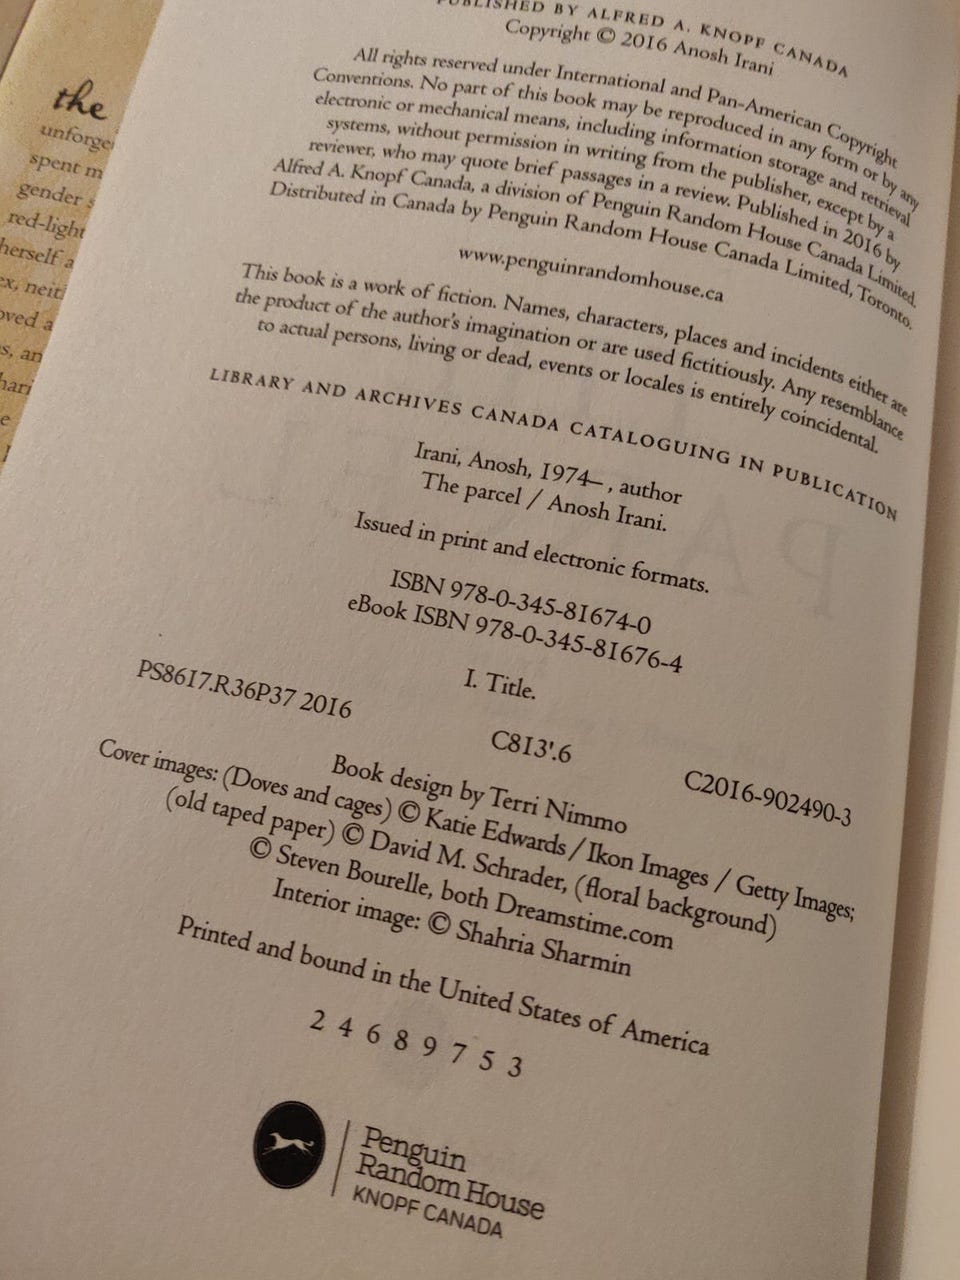 PUBLISHED BY ALFRED A. KNOPF CANADA
Copyright © 2016 Anosh Irani
All rights reserved under International and Pan-American Copyright
Conventions. No part of this book may be reproduced in any form or by any
electronic or mechanical means, including information storage and retrieval
systems, without permission in writing from the publisher, except by a
reviewer, who may quote brief passages in a review. Published in 2016 by
Alfred A. Knopf Canada, a division of Penguin Random House Canada Limited.
Distributed in Canada by Penguin Random House Canada Limited, Toronto.
www.penguinrandomhouse.ca
This book is a work of fiction. Names, characters, places and incidents either are
the product of the author's imagination or are used fictitiously. Any resemblance
to actual persons, living or dead, events or locales is entirely coincidental.
LIBRARY AND ARCHIVES CANADA CATALOGUING IN PUBLICATION
Irani, Anosh, 1974– , author
The parcel / Anosh Irani.
Issued in print and electronic formats.
ISBN 978-0-345-81674-0
eBook ISBN 978-0-345-81676-4
I. Title.
PS8617.R36P37 2016 C813'.6 C2016-902490-3
Book design by Terri Nimmo
Cover images: (Doves and cages) © Katie Edwards / Ikon Images / Getty Images;
(old taped paper) © David M. Schrader, (floral background)
© Steven Bourelle, both Dreamstime.com
Interior image: © Shahria Sharmin
Printed and bound in the United States of America
2 4 6 8 9 7 5 3
Penguin
Random House
KNOPF CANADA
the
unforge
spent m
gender
red-light
herself a